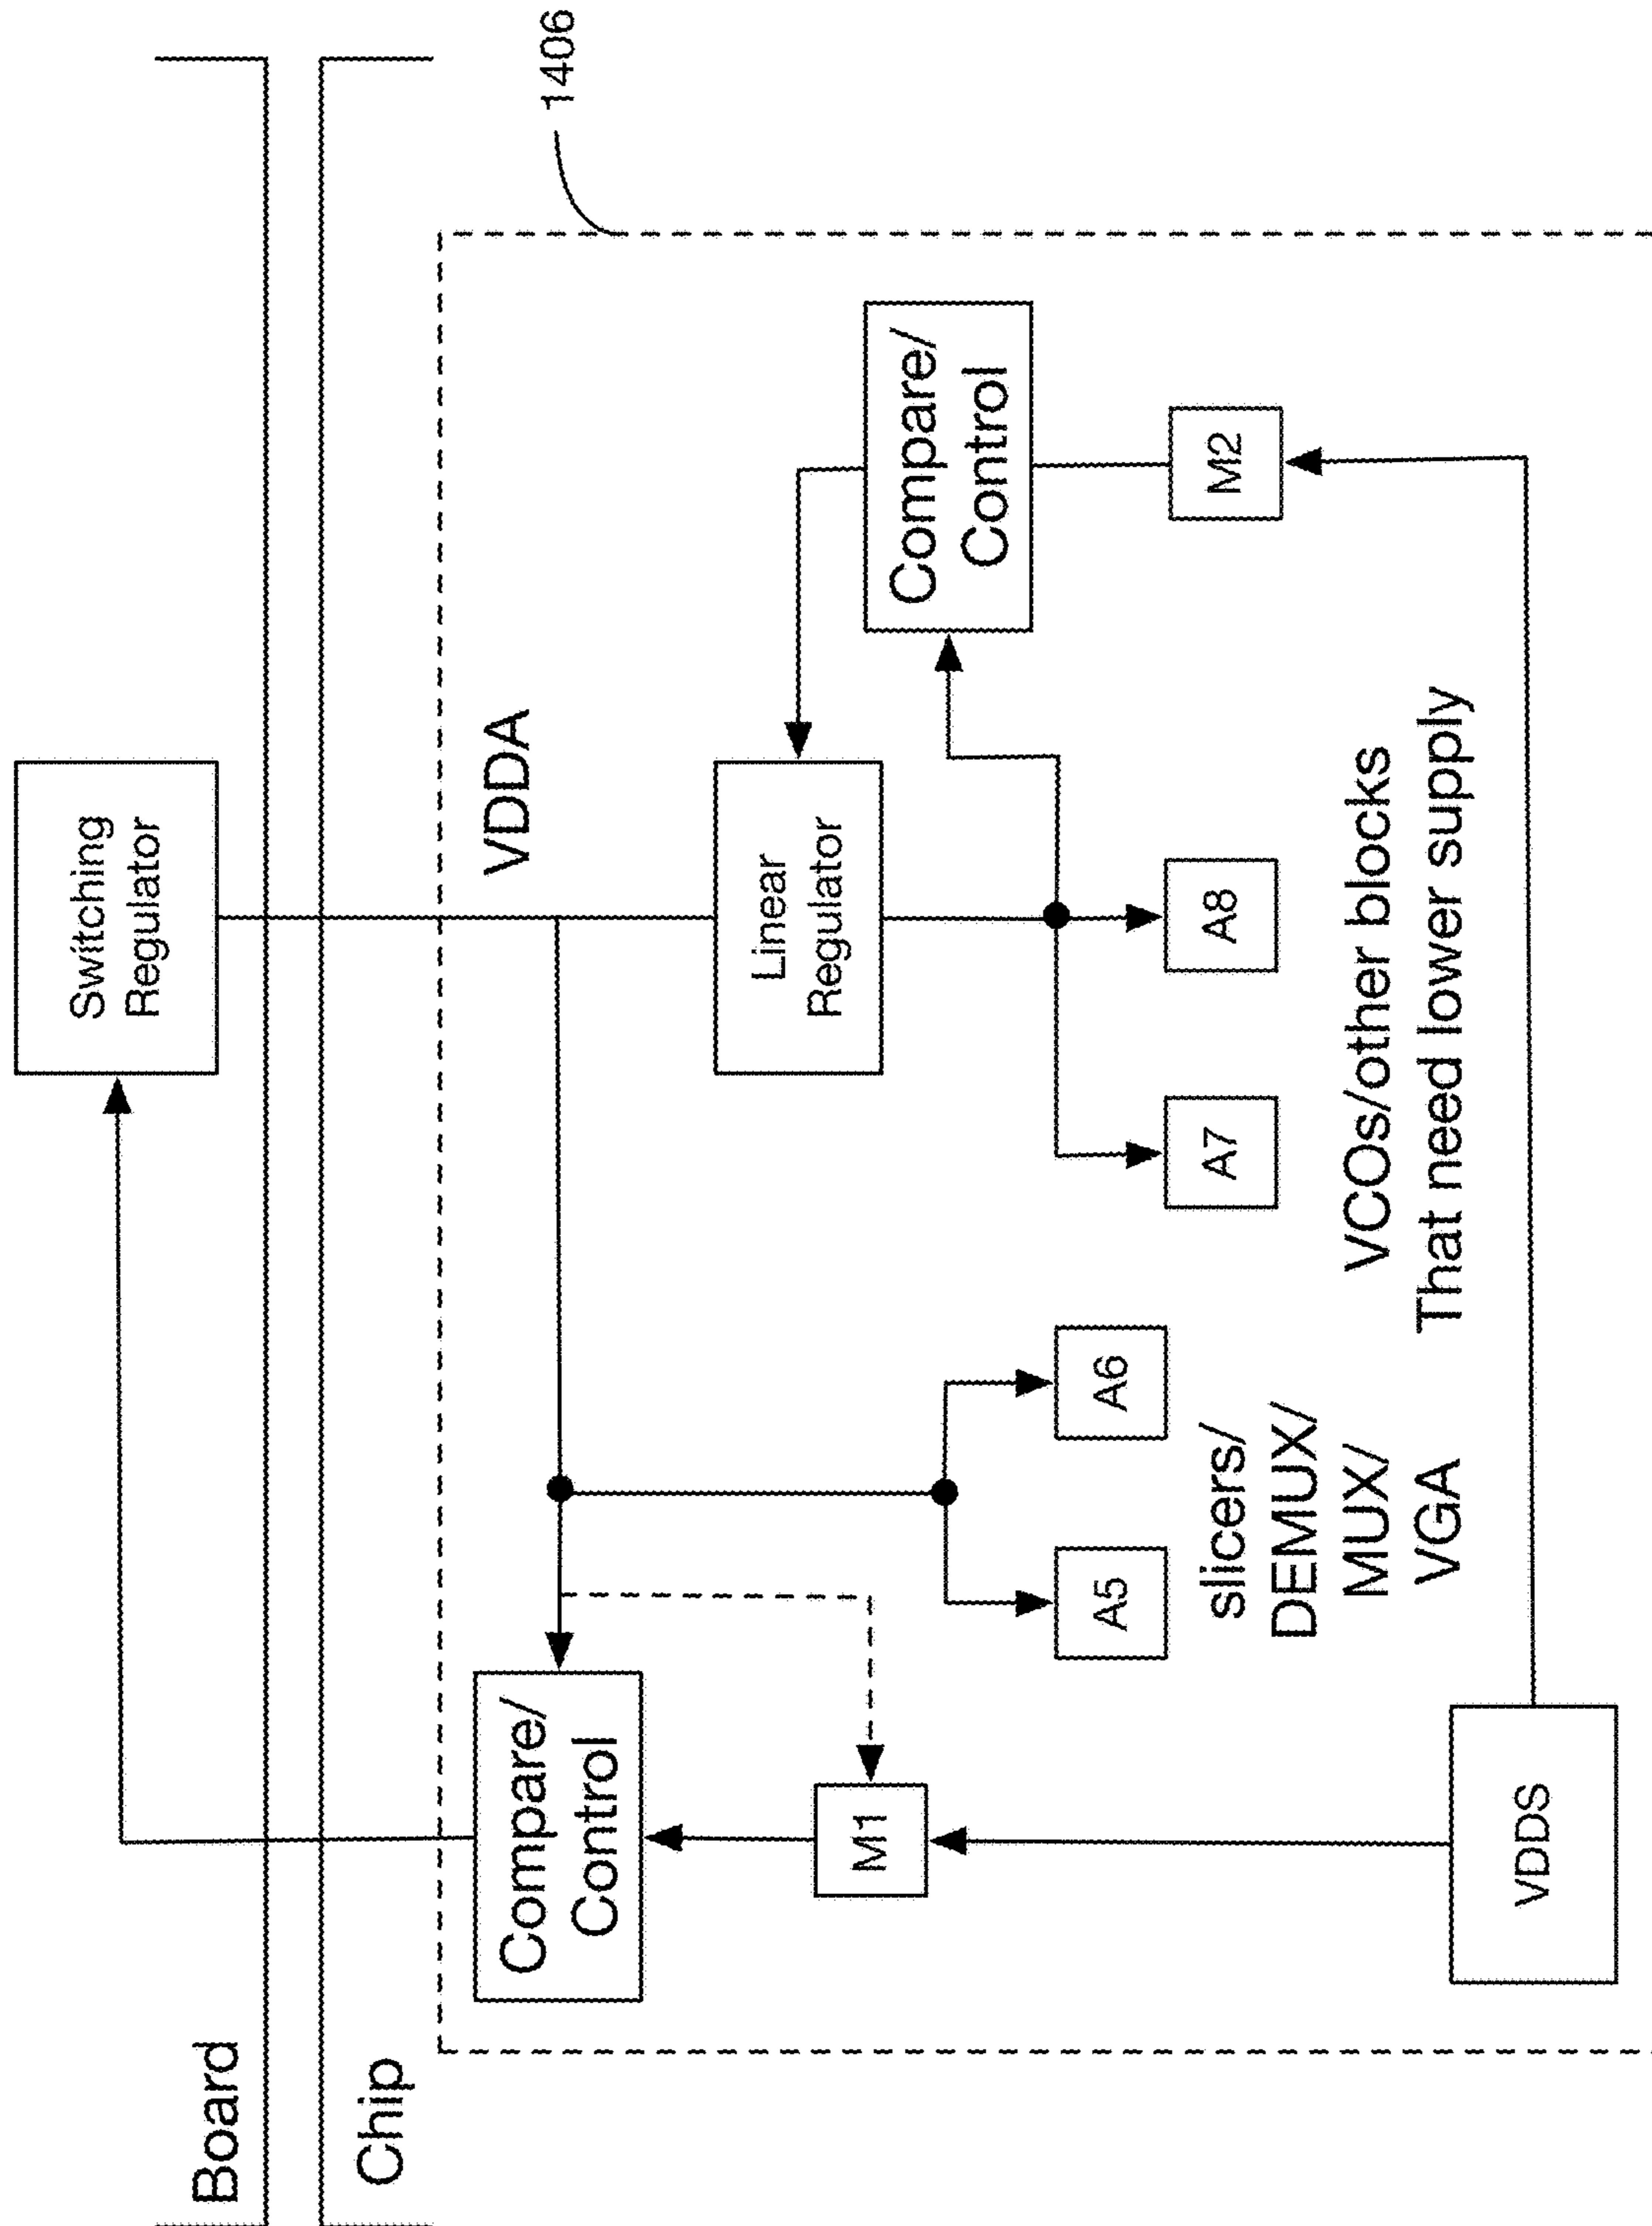 Board
Chip
Switching
Regulator
VDDA
1406
Compare/
Control
Linear
Regulator
Compare/
Control
M1
M2
A5
A6
A7
A8
slicers/
DEMUX/
MUX/
VGA
VCOs/other blocks
That need lower supply
VDDS